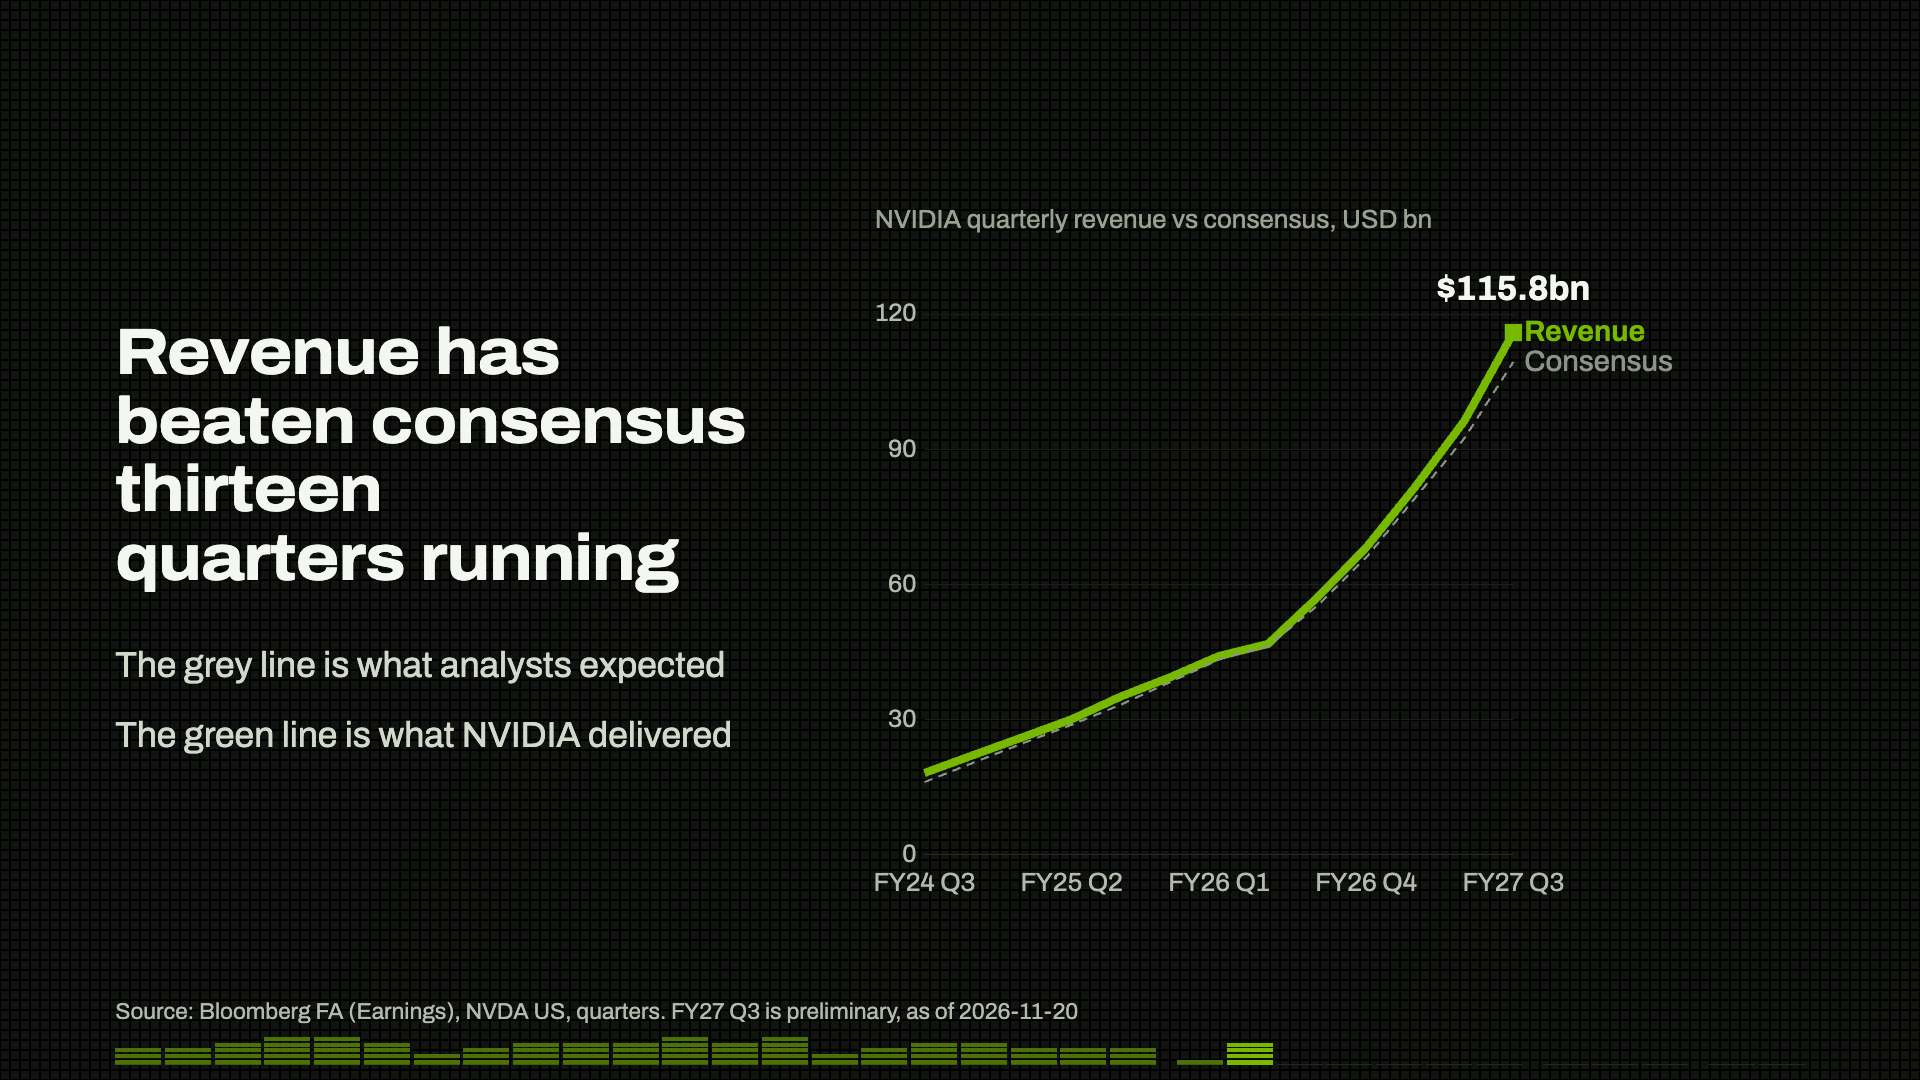 Revenue has
beaten consensus
thirteen
quarters running
The grey line is what analysts expected
The green line is what NVIDIA delivered
NVIDIA quarterly revenue vs consensus, USD bn
$115.8bn
Revenue
Consensus
120
90
60
30
0
FY24 Q3 FY25 Q2 FY26 Q1 FY26 Q4 FY27 Q3
Source: Bloomberg FA (Earnings), NVDA US, quarters. FY27 Q3 is preliminary, as of 2026-11-20